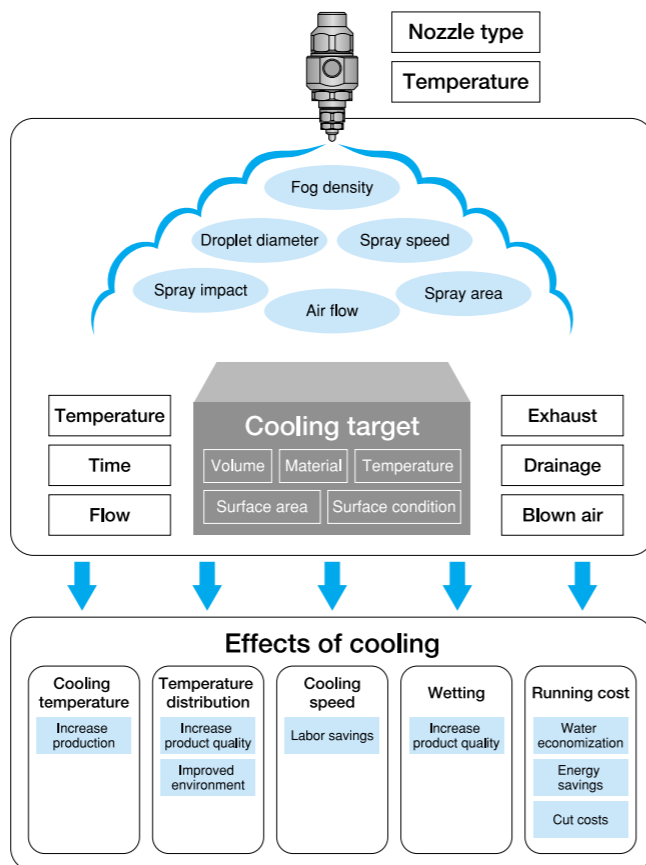 Nozzle type
Temperature
Fog density
Droplet diameter
Spray speed
Spray impact
Air flow
Spray area
Temperature
Time
Flow
Cooling target
Volume
Material
Temperature
Surface area
Surface condition
Exhaust
Drainage
Blown air
Effects of cooling
Cooling
temperature
Increase
production
Temperature
distribution
Increase
product quality
Improved
environment
Cooling
speed
Labor savings
Wetting
Increase
product quality
Running cost
Water
economization
Energy
savings
Cut costs